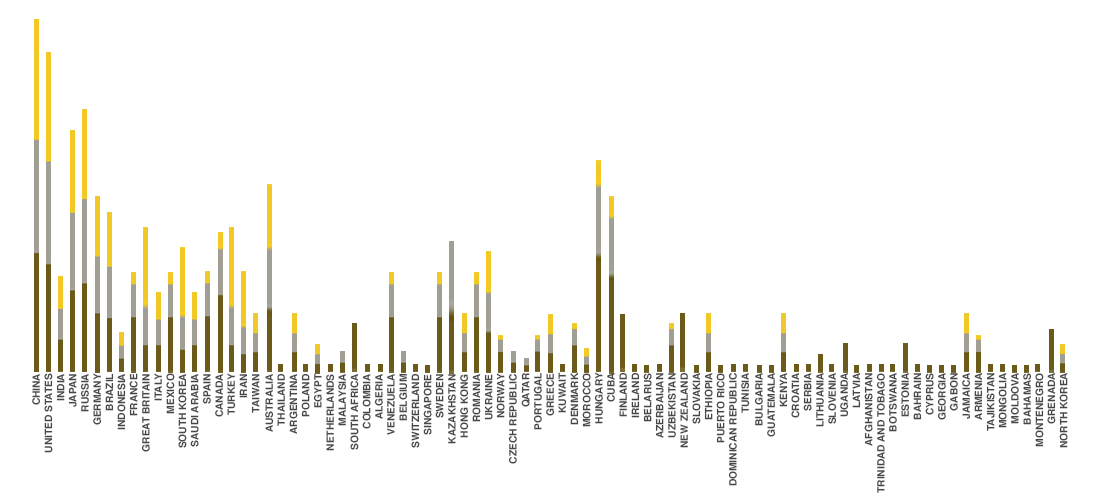 CHINA
UNITED STATES
INDIA
JAPAN
RUSSIA
GERMANY
BRAZIL
INDONESIA
FRANCE
GREAT BRITAIN
ITALY
MEXICO
SOUTH KOREA
SAUDI ARABIA
SPAIN
CANADA
TURKEY
IRAN
TAIWAN
AUSTRALIA
THAILAND
ARGENTINA
POLAND
EGYPT
NETHERLANDS
MALAYSIA
SOUTH AFRICA
COLOMBIA
ALGERIA
VENEZUELA
BELGIUM
SWITZERLAND
SINGAPORE
SWEDEN
KAZAKHSTAN
HONG KONG
ROMANIA
UKRAINE
NORWAY
CZECH REPUBLIC
QATAR
PORTUGAL
GREECE
KUWAIT
DENMARK
MOROCCO
HUNGARY
CUBA
FINLAND
IRELAND
BELARUS
AZERBAIJAN
UZBEKISTAN
NEW ZEALAND
SLOVAKIA
ETHIOPIA
PUERTO RICO
DOMINICAN REPUBLIC
TUNISIA
BULGARIA
GUATEMALA
KENYA
CROATIA
SERBIA
LITHUANIA
SLOVENIA
UGANDA
LATVIA
AFGHANISTAN
TRINIDAD AND TOBAGO
BOTSWANA
ESTONIA
BAHRAIN
CYPRUS
GEORGIA
GABON
JAMAICA
ARMENIA
TAJIKISTAN
MONGOLIA
MOLDOVA
BAHAMAS
MONTENEGRO
GRENADA
NORTH KOREA